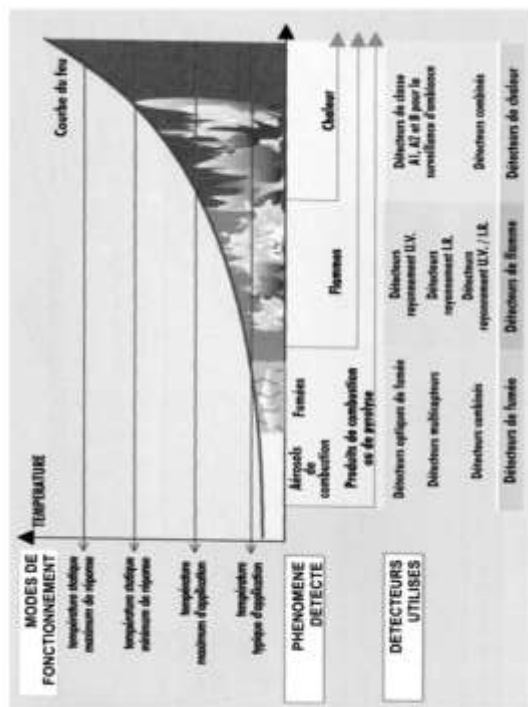 MODES DE
FONCTIONNEMENT
TEMPERATURE
Courbe du feu
température statique
maximum de réponse
température statique
minimum de réponse
température
maximum d'application
température
typique d'application
PHENOMENE
DETECTE
Aérosols
de
combustion
Fumées
Flammes
Chaleur
Produits de combustion
ou de pyrolyse
DETECTEURS
UTILISES
Détecteurs optiques de fumée
Détecteurs multicapteurs
Détecteurs combinés
Détecteurs de fumée
Détecteurs
rayonnement U.V.
Détecteurs
rayonnement I.R.
Détecteurs
rayonnement U.V. / I.R.
Détecteurs de flamme
Détecteurs de classe
A1, A2 et B pour la
surveillance d'ambiance
Détecteurs combinés
Détecteurs de chaleur